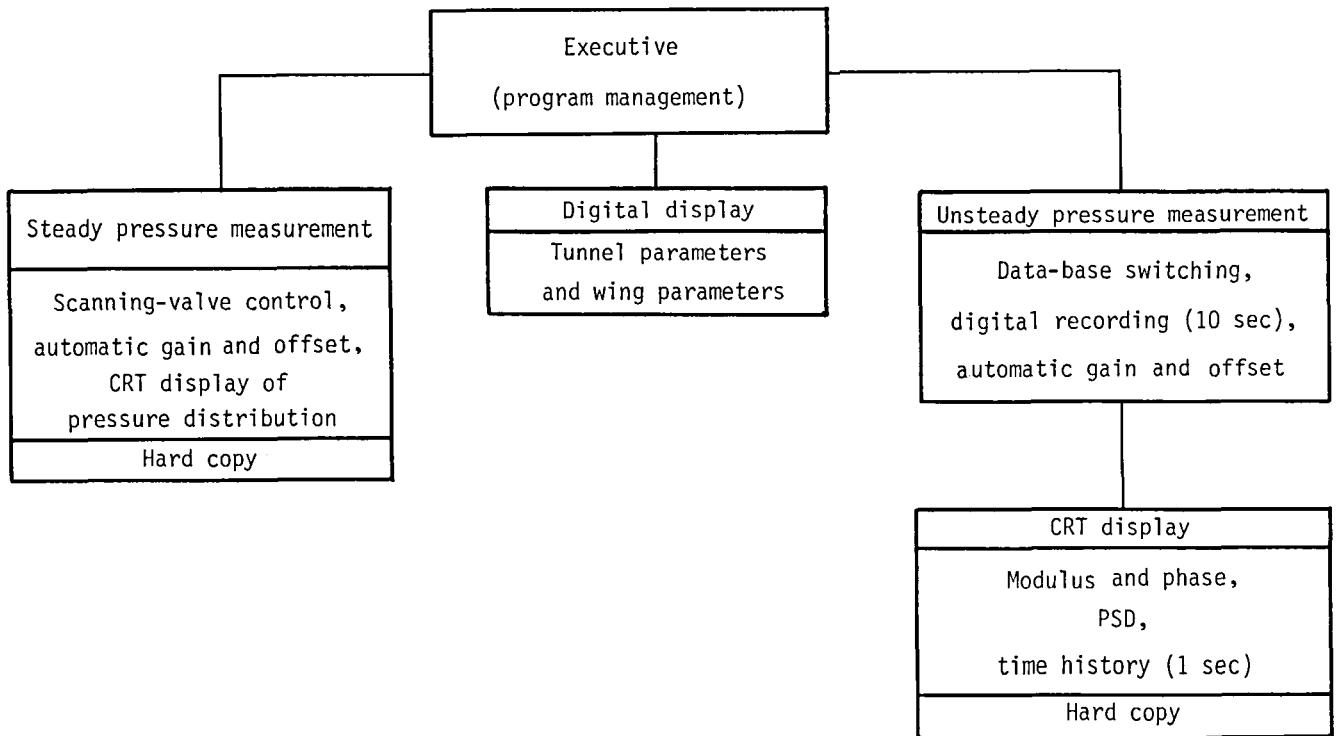 Executive
(program management)
Steady pressure measurement
Scanning-valve control,
automatic gain and offset,
CRT display of
pressure distribution
Hard copy
Digital display
Tunnel parameters
and wing parameters
Unsteady pressure measurement
Data-base switching,
digital recording (10 sec),
automatic gain and offset
CRT display
Modulus and phase,
PSD,
time history (1 sec)
Hard copy